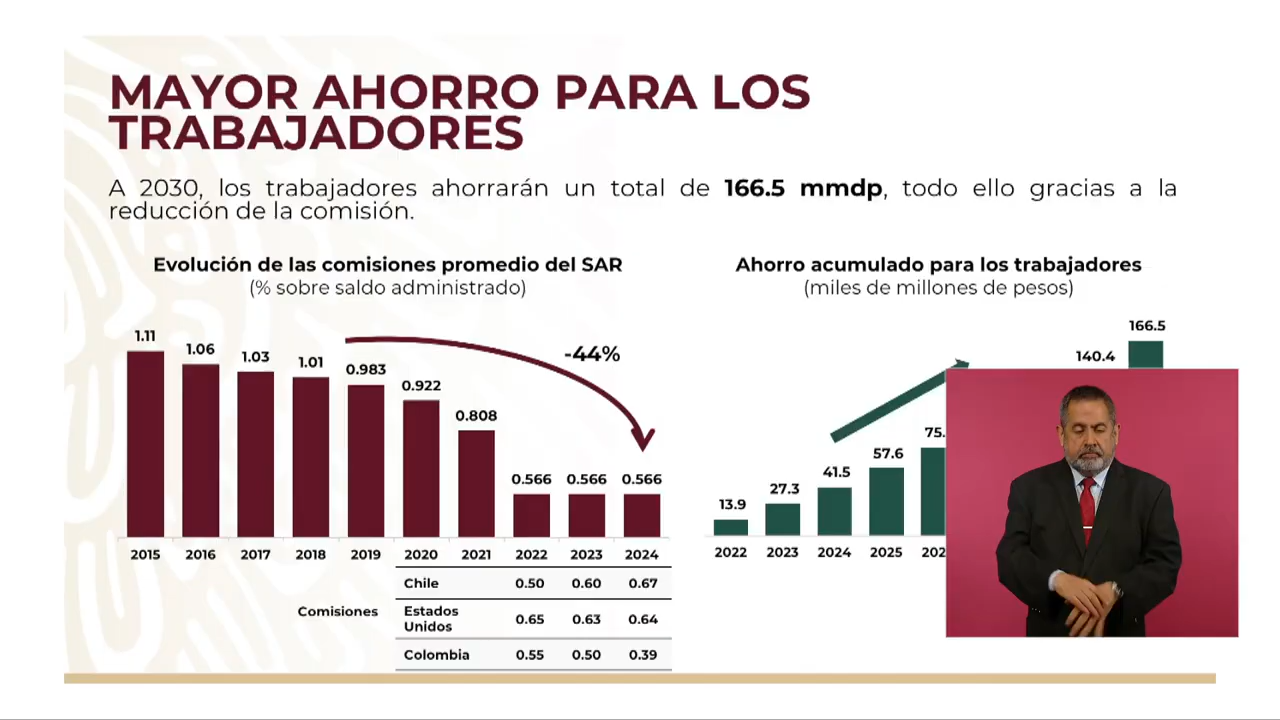 MAYOR AHORRO PARA LOS
TRABAJADORES
A 2030, los trabajadores ahorrarán un total de 166.5 mmdp, todo ello gracias a la
reducción de la comisión.
Evolución de las comisiones promedio del SAR
(% sobre saldo administrado)
1.11 1.06 1.03 1.01 0.983 0.922 0.808 0.566 0.566 0.566
-44%
2015 2016 2017 2018 2019 2020 2021 2022 2023 2024
Comisiones
Chile 0.50 0.60 0.67
Estados
Unidos 0.65 0.63 0.64
Colombia 0.55 0.50 0.39
Ahorro acumulado para los trabajadores
(miles de millones de pesos)
13.9 27.3 41.5 57.6 75. 140.4 166.5
2022 2023 2024 2025